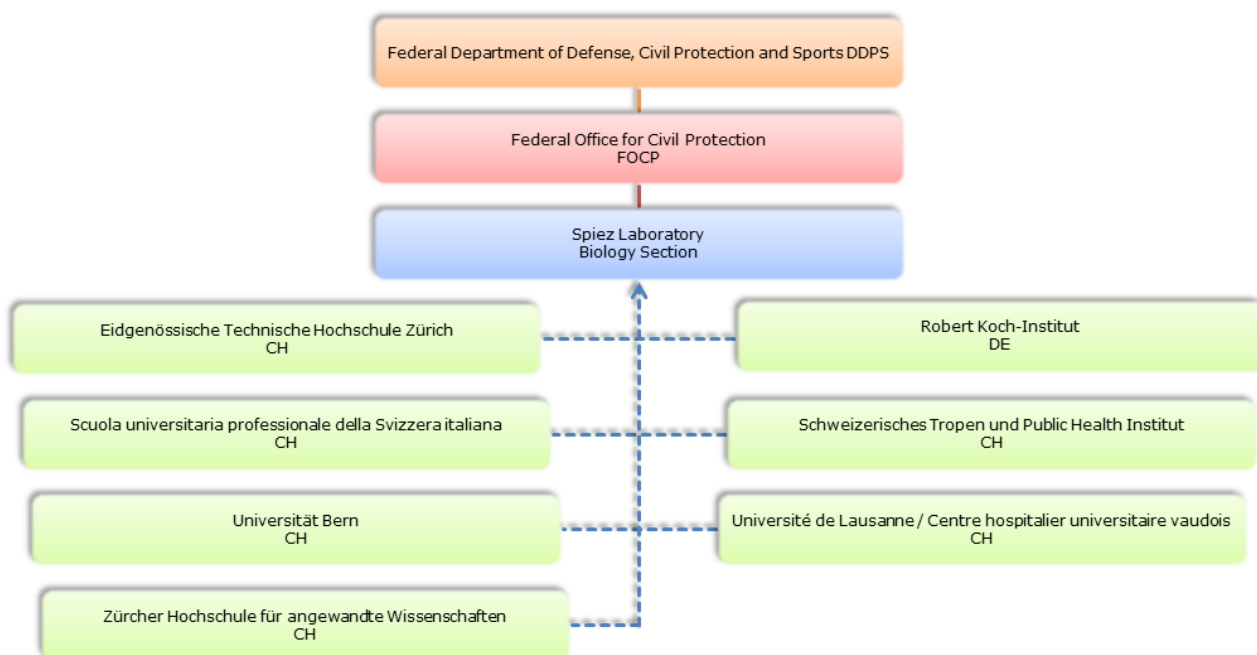 Federal Department of Defense, Civil Protection and Sports DDPS
Federal Office for Civil Protection
FOCP
Spiez Laboratory
Biology Section
Eidgenössische Technische Hochschule Zürich
CH
Robert Koch-Institut
DE
Scuola universitaria professionale della Svizzera italiana
CH
Schweizerisches Tropen und Public Health Institut
CH
Universität Bern
CH
Université de Lausanne / Centre hospitalier universitaire vaudois
CH
Zürcher Hochschule für angewandte Wissenschaften
CH